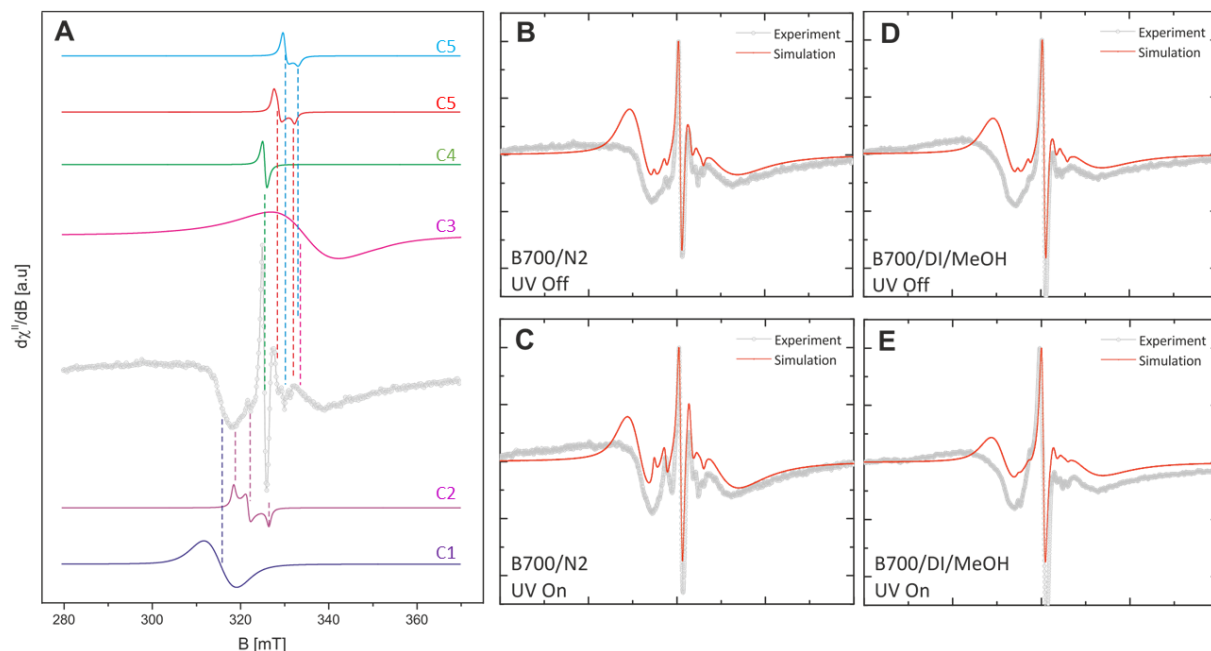 A
C5
C5
C4
C3
C2
C1
dχ^II/dB [a.u]
280
300
320
340
360
B [mT]
B
Experiment
Simulation
B700/N2
UV Off
C
Experiment
Simulation
B700/N2
UV On
D
Experiment
Simulation
B700/DI/MeOH
UV Off
E
Experiment
Simulation
B700/DI/MeOH
UV On